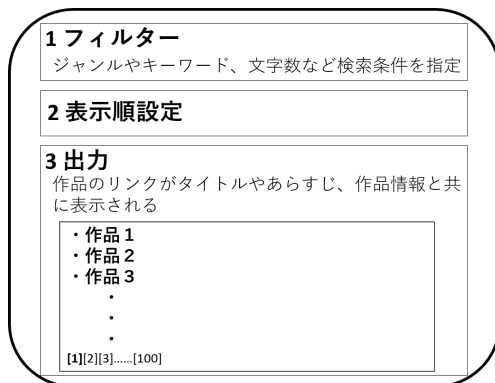 1 フィルター
ジャンルやキーワード、文字数など検索条件を指定
2 表示順設定
3 出力
作品のリンクがタイトルやあらすじ、作品情報と共
に表示される
・作品 1
・作品 2
・作品 3
・
・
・
[1][2][3]……[100]